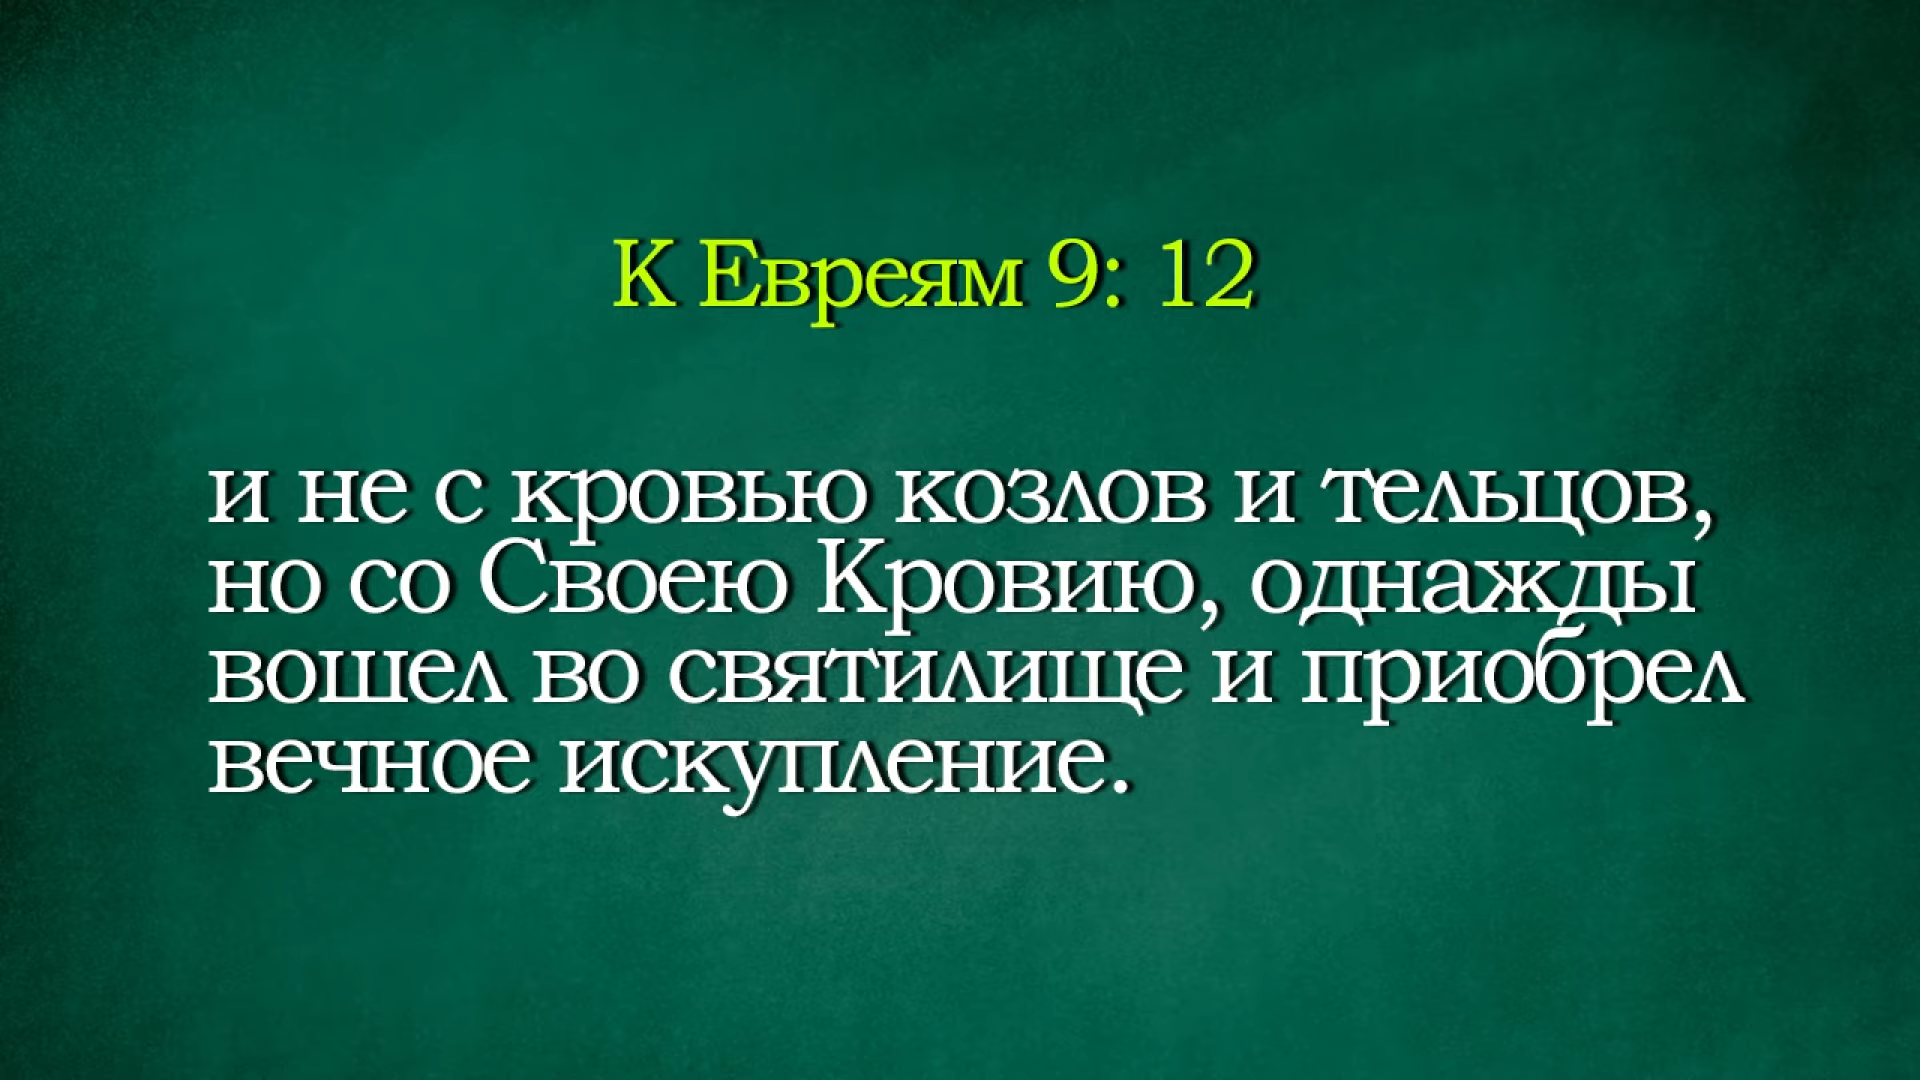 К Евреям 9: 12
и не с кровью козлов и тельцов,
но со Своею Кровию, однажды
вошел во святилище и приобрел
вечное искупление.